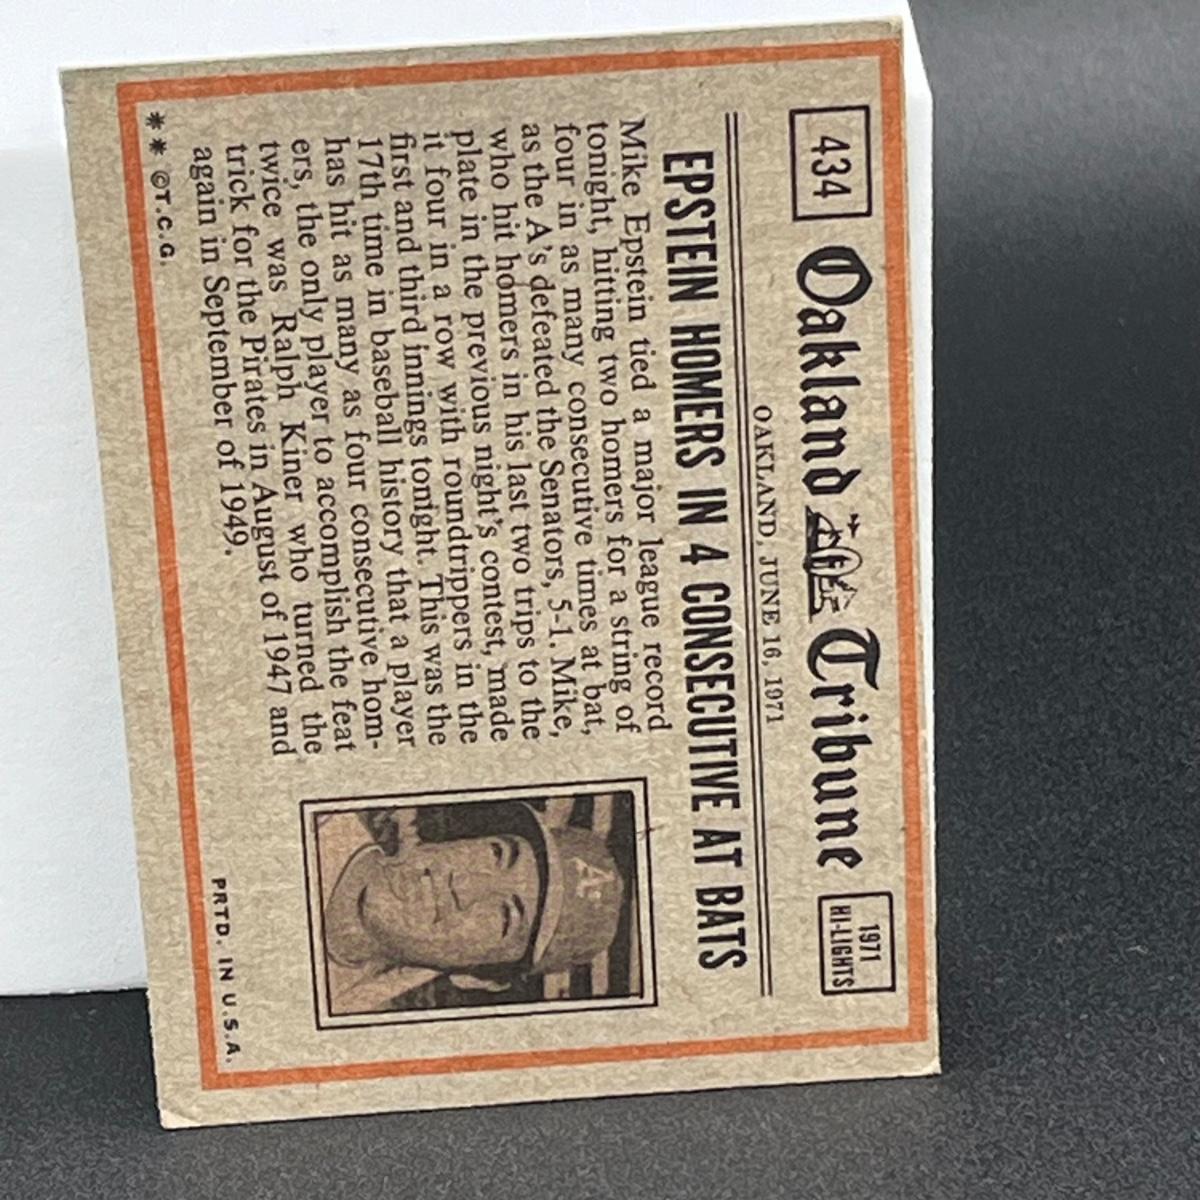 434
Oakland Tribune
1971
HI-LIGHTS
OAKLAND, JUNE 16, 1971
EPSTEIN HOMERS IN 4 CONSECUTIVE AT BATS
Mike Epstein tied a major league record
tonight, hitting two homers for a string of
four in as many consecutive times at bat,
as the A's defeated the Senators, 5-1. Mike,
who hit homers in his last two trips to the
plate in the previous night's contest, made
it four in a row with roundtrippers in the
first and third innings tonight. This was the
17th time in baseball history that a player
has hit as many as four consecutive hom-
ers, the only player to accomplish the feat
twice was Ralph Kiner who turned the
trick for the Pirates in August of 1947 and
again in September of 1949.
A's
** ©T.C.G.
PRTD. IN U.S.A.